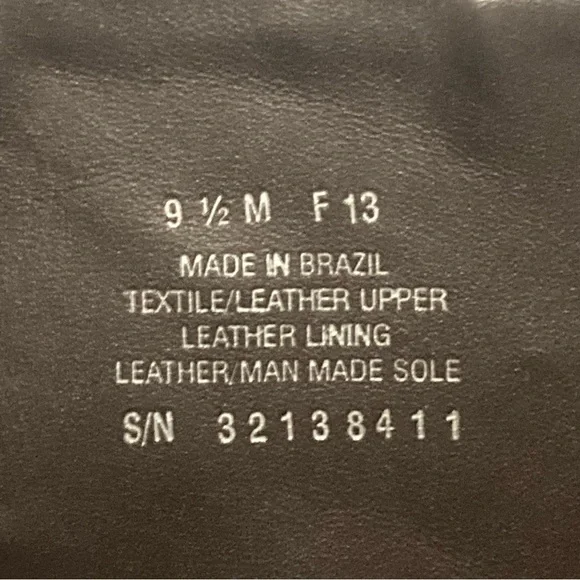 9 ½ M F 13
MADE IN BRAZIL
TEXTILE/LEATHER UPPER
LEATHER LINING
LEATHER/MAN MADE SOLE
S/N 32138411